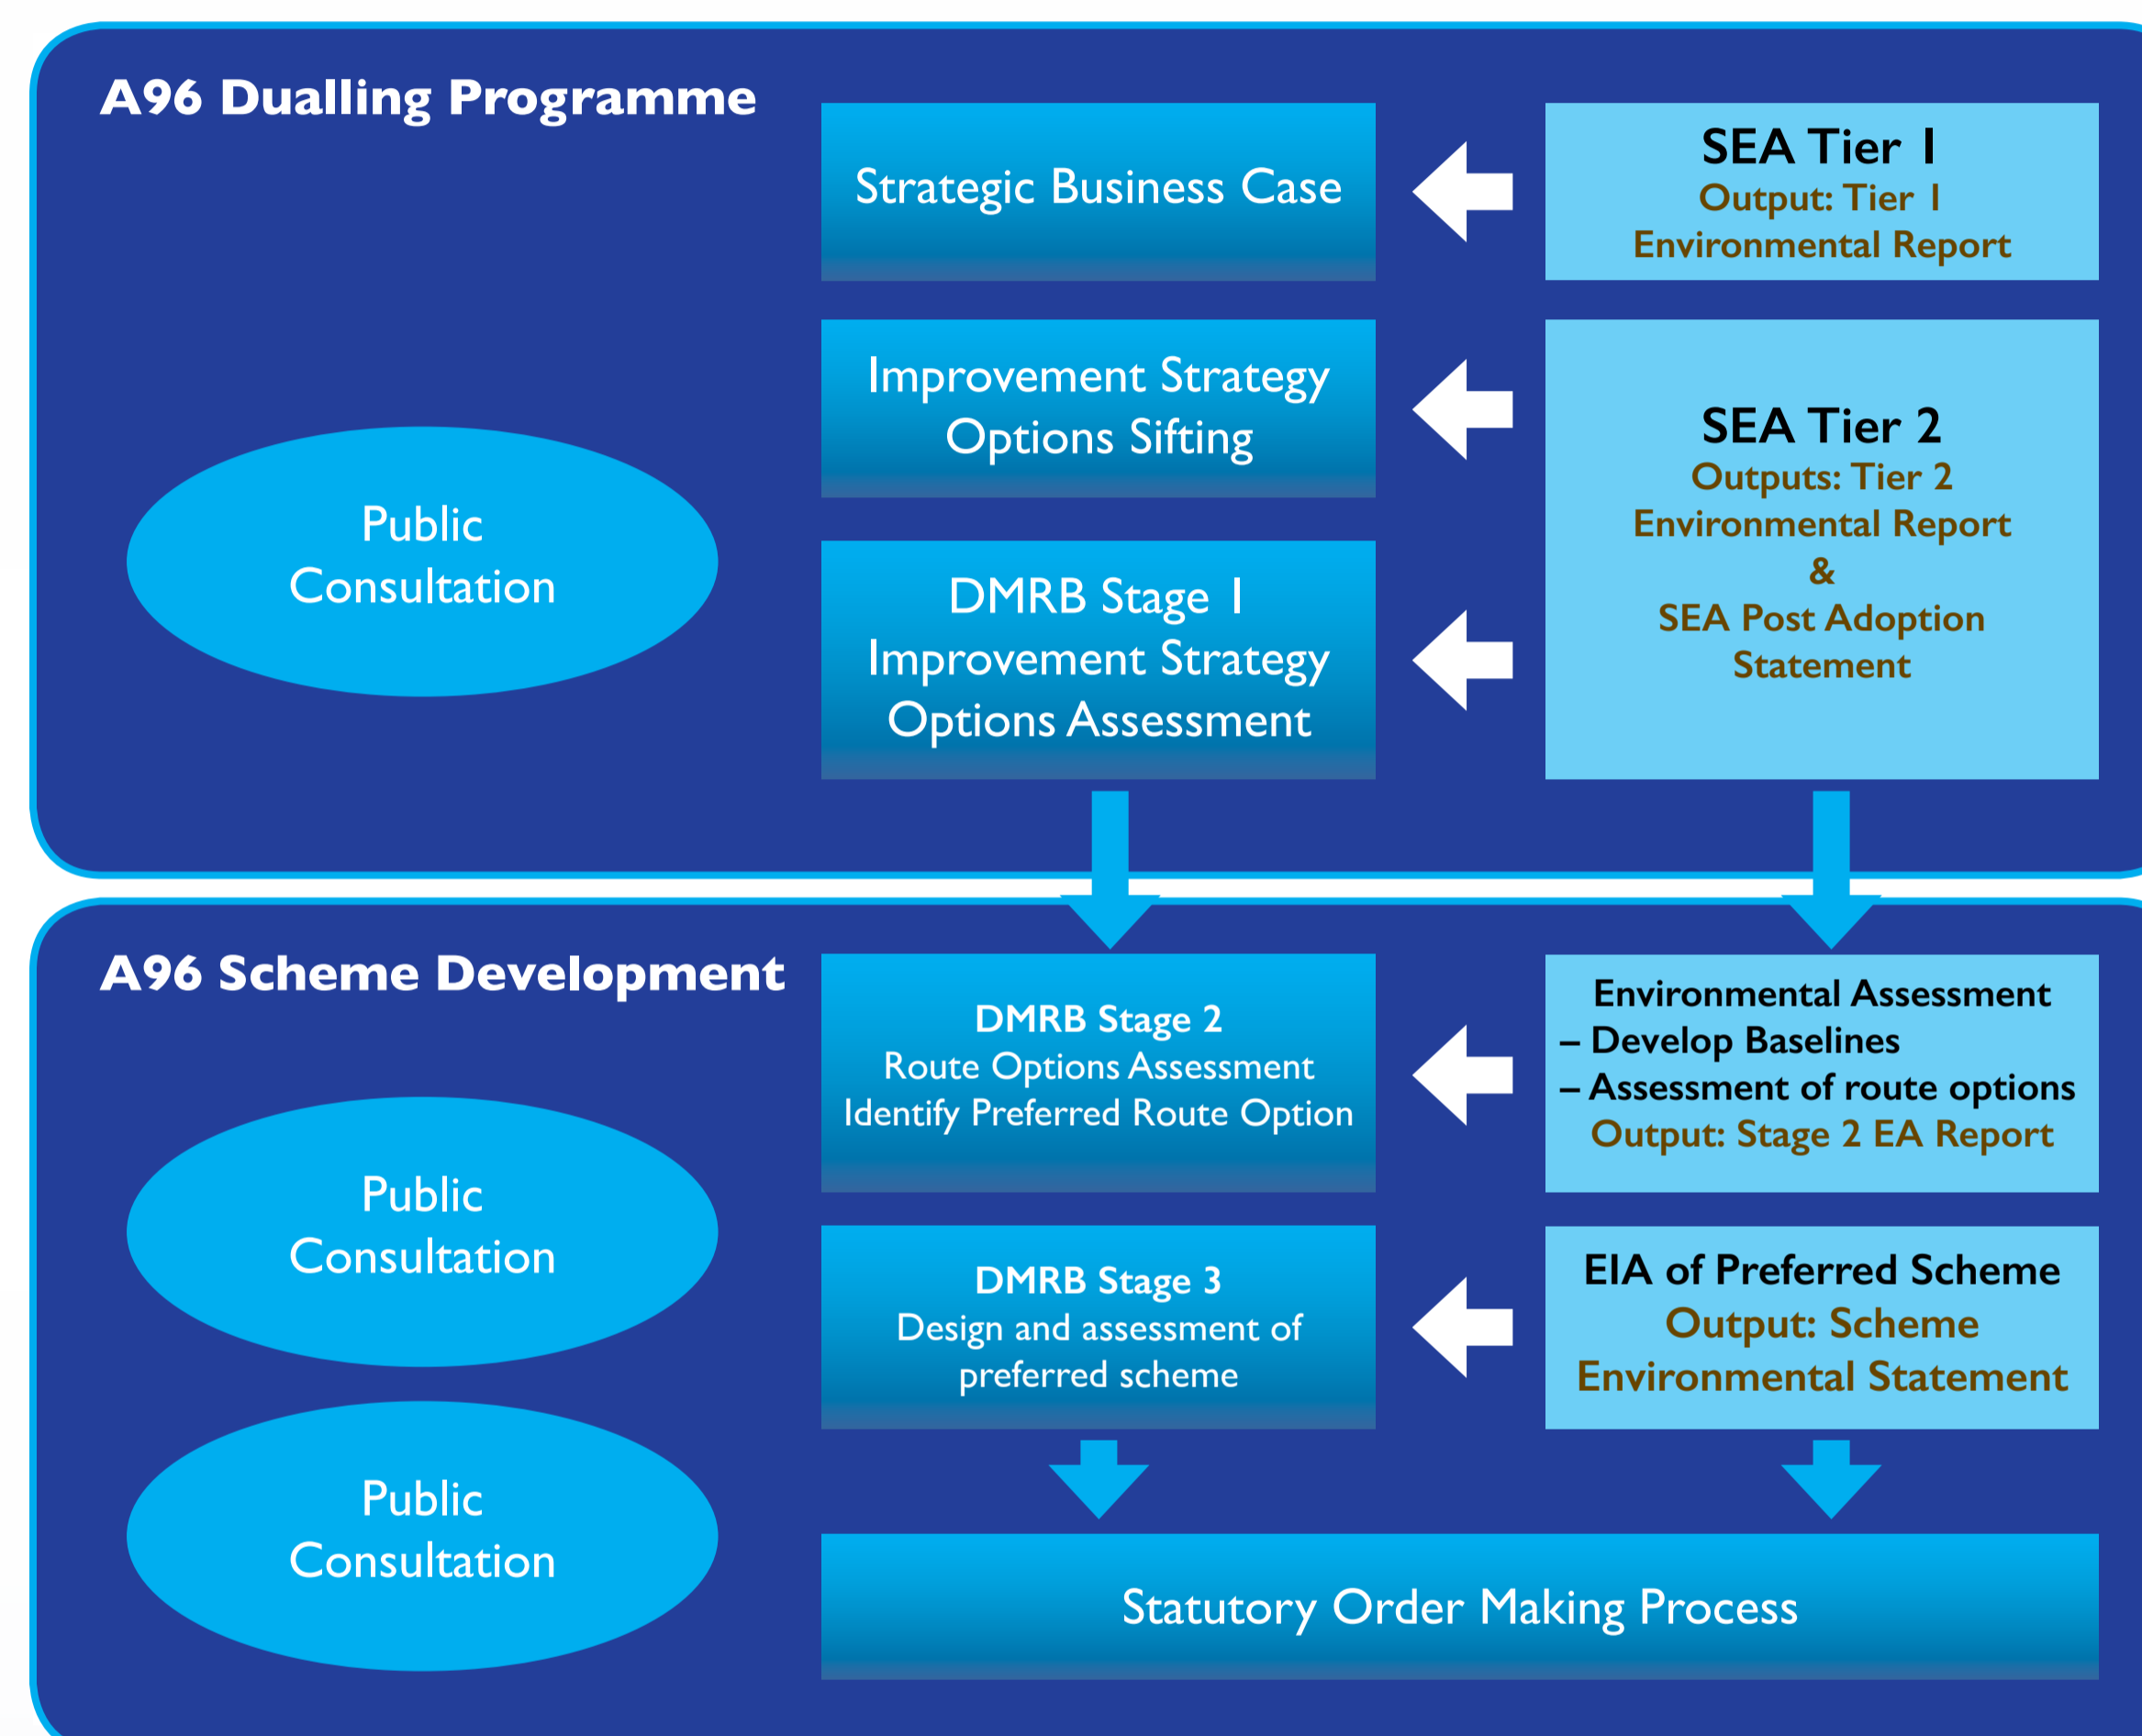 A96 Dualling Programme
Strategic Business Case
SEA Tier 1
Output: Tier 1
Environmental Report
Improvement Strategy
Options Sifting
SEA Tier 2
Outputs: Tier 2
Environmental Report
&
SEA Post Adoption
Statement
Public
Consultation
DMRB Stage 1
Improvement Strategy
Options Assessment
A96 Scheme Development
DMRB Stage 2
Route Options Assessment
Identify Preferred Route Option
Environmental Assessment
– Develop Baselines
– Assessment of route options
Output: Stage 2 EA Report
Public
Consultation
DMRB Stage 3
Design and assessment of
preferred scheme
EIA of Preferred Scheme
Output: Scheme
Environmental Statement
Public
Consultation
Statutory Order Making Process